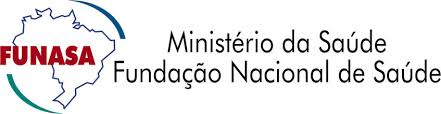 FUNASA
Ministério da Saúde
Fundação Nacional de Saúde